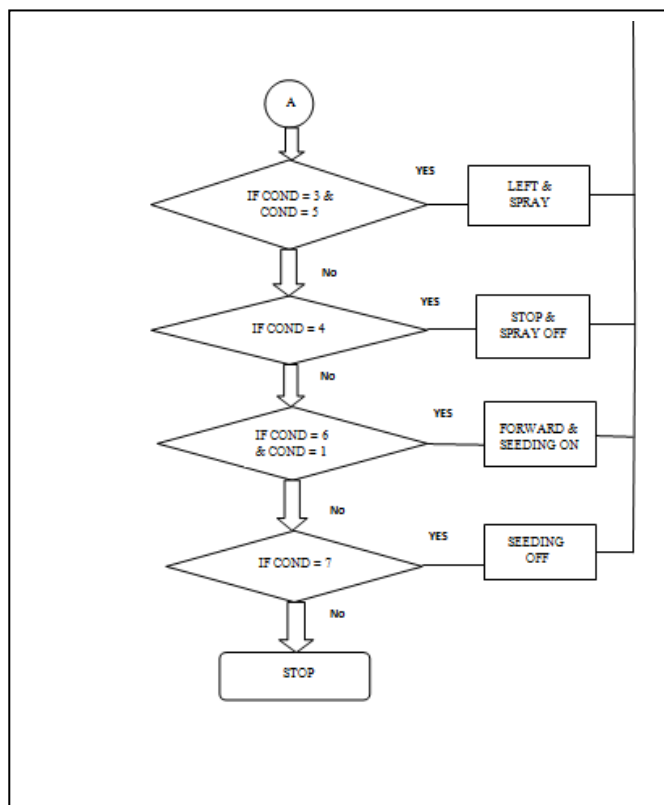 A
IF COND = 3 &
COND = 5
YES
LEFT &
SPRAY
No
IF COND = 4
YES
STOP &
SPRAY OFF
No
IF COND = 6
& COND = 1
YES
FORWARD &
SEEDING ON
No
IF COND = 7
YES
SEEDING
OFF
No
STOP